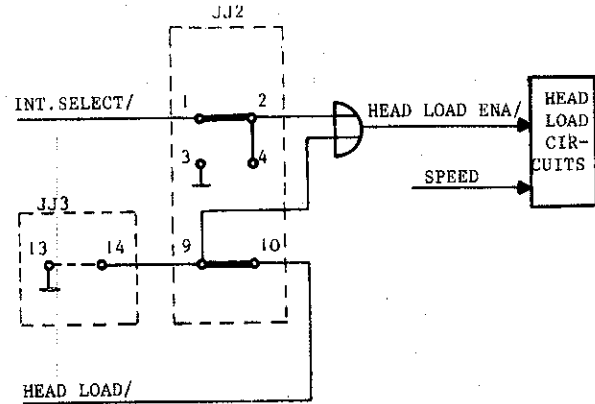 JJ2
INT.SELECT/
1
2
HEAD LOAD ENA/
HEAD
LOAD
CIR-
CUITS
3
4
SPEED
JJ3
13
14
9
10
HEAD LOAD/